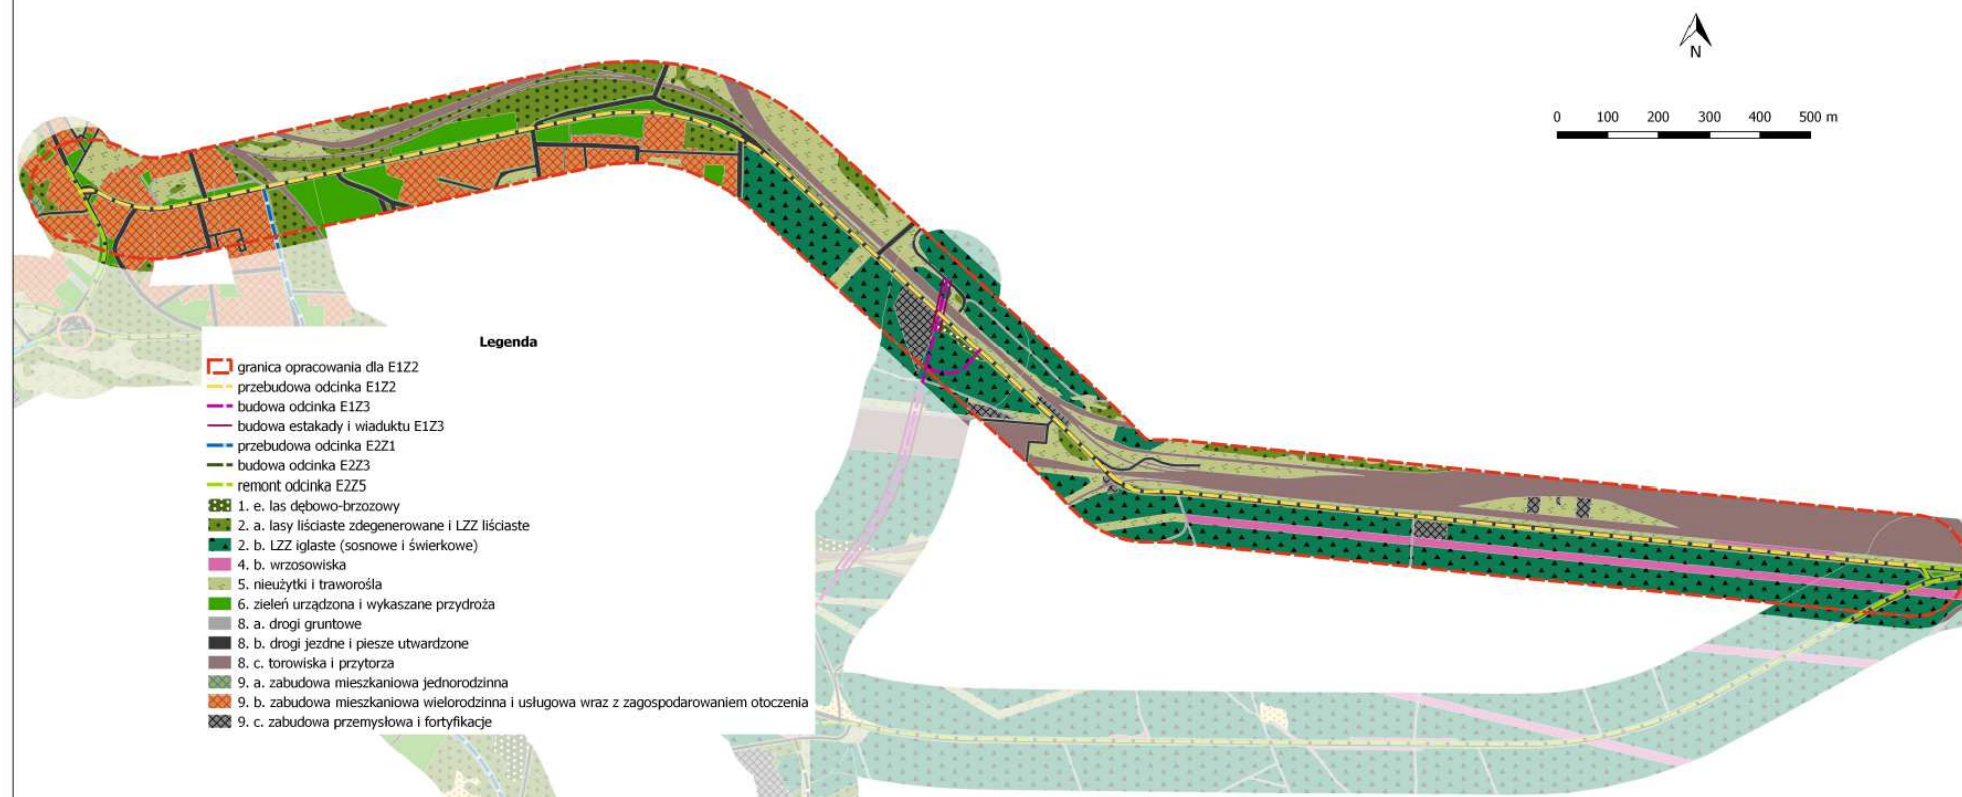 N
0 100 200 300 400 500 m
Legenda
granica opracowania dla E1Z2
przebudowa odcinka E1Z2
budowa odcinka E1Z3
budowa estakady i wiaduktu E1Z3
przebudowa odcinka E2Z1
budowa odcinka E2Z3
remont odcinka E2Z5
1. e. las dębowo-brzozowy
2. a. lasy liściaste zdegenerowane i LZZ liściaste
2. b. LZZ iglaste (sosnowe i świerkowe)
4. b. wrzosowiska
5. nieużytki i traworośla
6. zieleń urządzona i wykaszane przydroża
8. a. drogi gruntowe
8. b. drogi jezdne i piesze utwardzone
8. c. torowiska i przytorza
9. a. zabudowa mieszkaniowa jednorodzinna
9. b. zabudowa mieszkaniowa wielorodzinna i usługowa wraz z zagospodarowaniem otoczenia
9. c. zabudowa przemysłowa i fortyfikacje